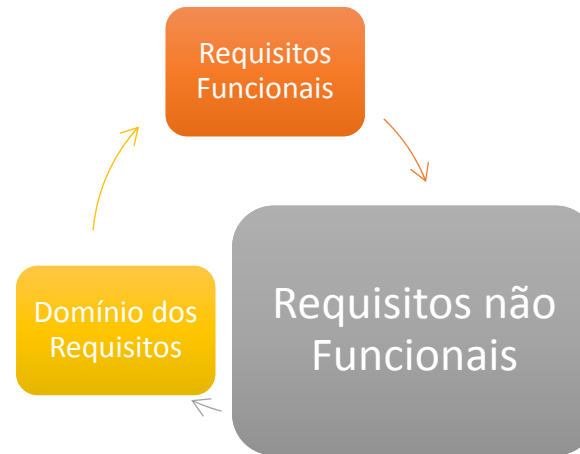 Requisitos
Funcionais
Requisitos não
Funcionais
Domínio dos
Requisitos